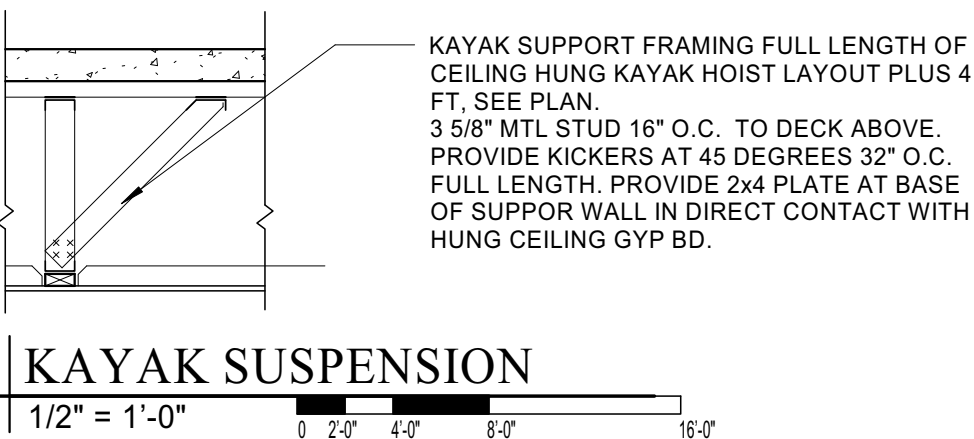 KAYAK SUPPORT FRAMING FULL LENGTH OF
CEILING HUNG KAYAK HOIST LAYOUT PLUS 4
FT, SEE PLAN.
3 5/8" MTL STUD 16" O.C. TO DECK ABOVE.
PROVIDE KICKERS AT 45 DEGREES 32" O.C.
FULL LENGTH. PROVIDE 2x4 PLATE AT BASE
OF SUPPOR WALL IN DIRECT CONTACT WITH
HUNG CEILING GYP BD.
KAYAK SUSPENSION
1/2" = 1'-0"
0 2'-0" 4'-0" 8'-0" 16'-0"